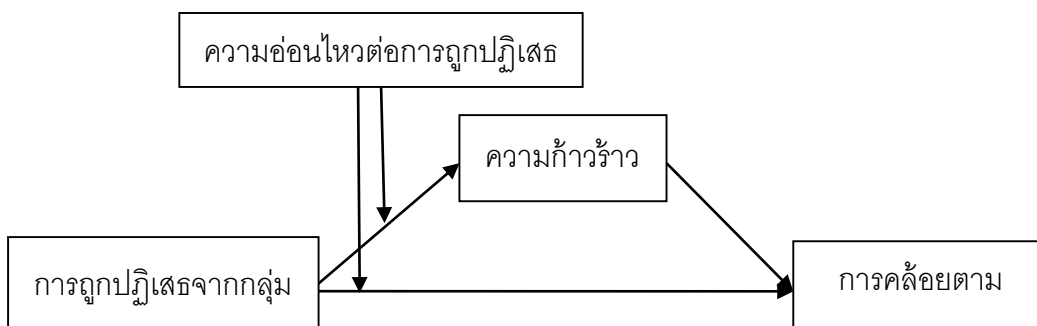 ความอ่อนไหวต่อการถูกปฏิเสธ
ความก้าวร้าว
การถูกปฏิเสธจากกลุ่ม
การคล้อยตาม